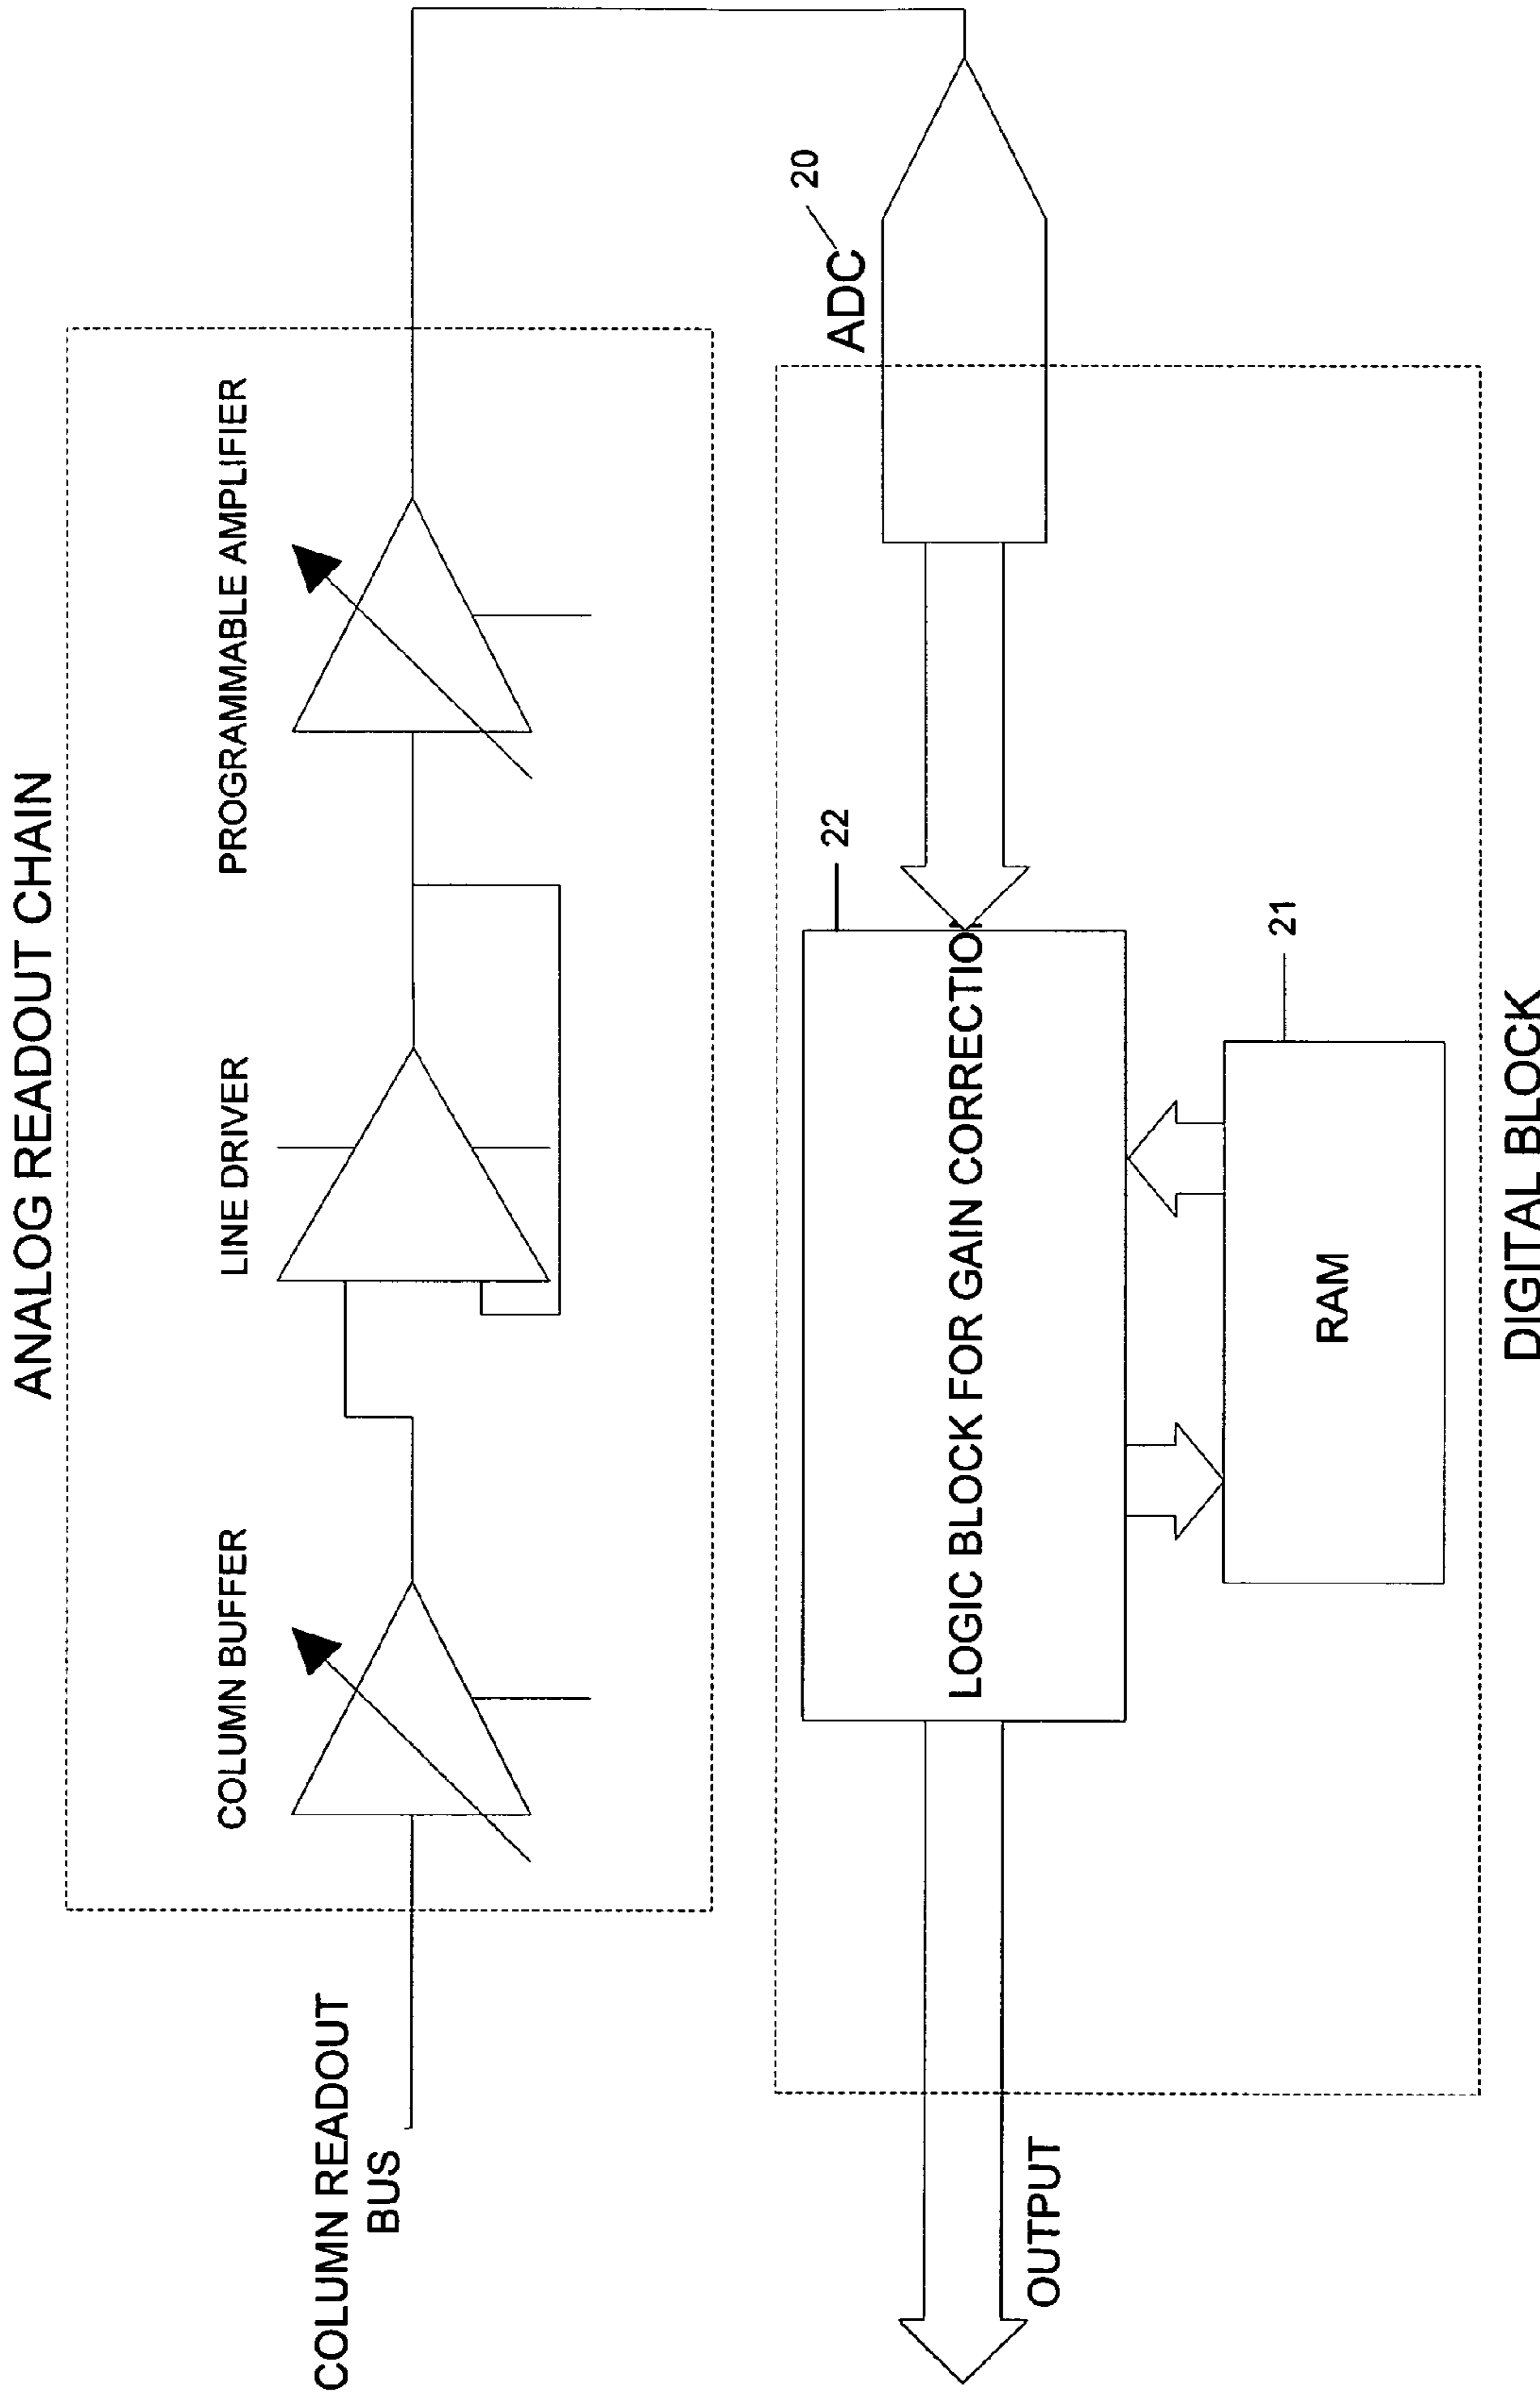 ANALOG READOUT CHAIN
COLUMN READOUT
BUS
COLUMN BUFFER
LINE DRIVER
PROGRAMMABLE AMPLIFIER
ADC
20
22
LOGIC BLOCK FOR GAIN CORRECTION
21
RAM
OUTPUT
DIGITAL BLOCK